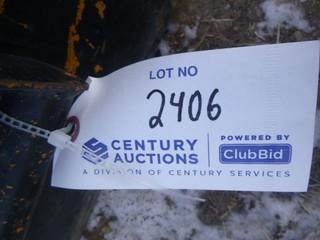 LOT NO
2406
CENTURY AUCTIONS
POWERED BY
ClubBid
& A DIVISION OF CENTURY SERVICES